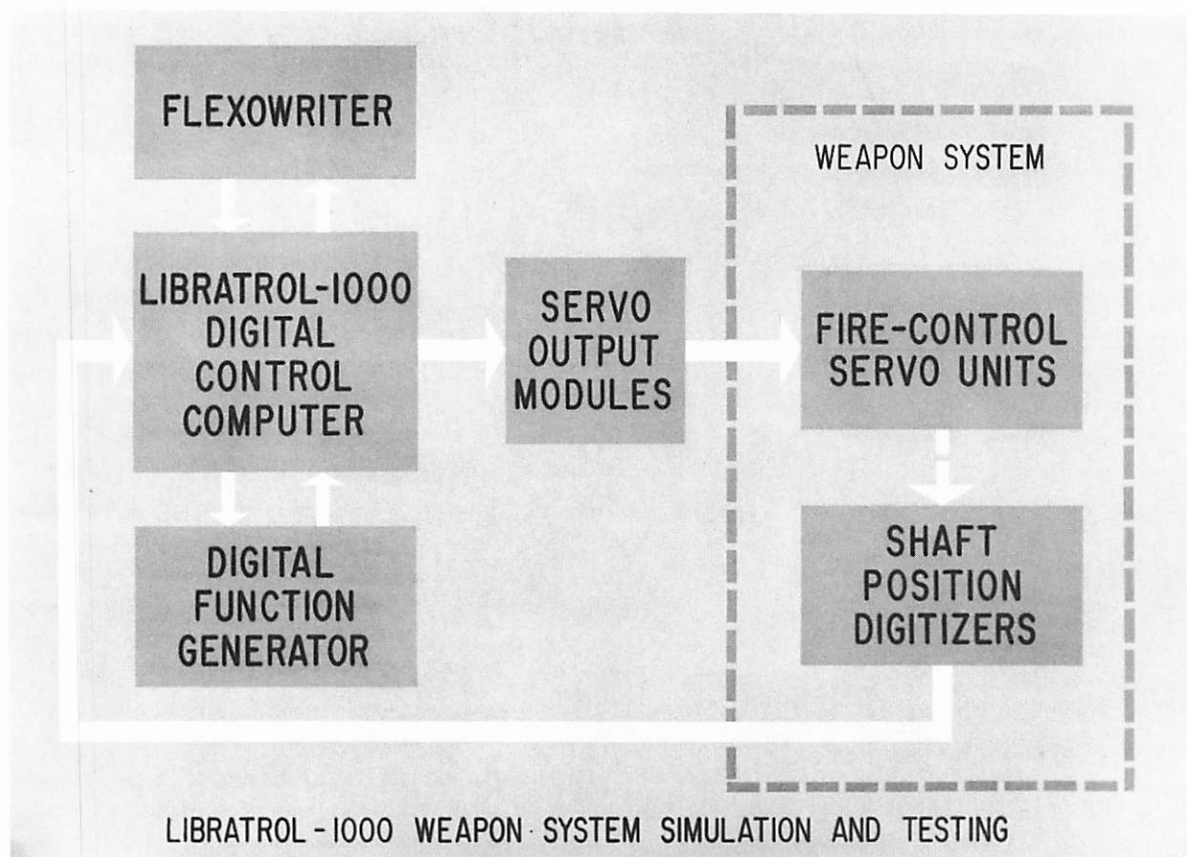 FLEXOWRITER
LIBRATROL-1000
DIGITAL
CONTROL
COMPUTER
DIGITAL
FUNCTION
GENERATOR
SERVO
OUTPUT
MODULES
WEAPON SYSTEM
FIRE-CONTROL
SERVO UNITS
SHAFT
POSITION
DIGITIZERS
LIBRATROL-1000 WEAPON SYSTEM SIMULATION AND TESTING